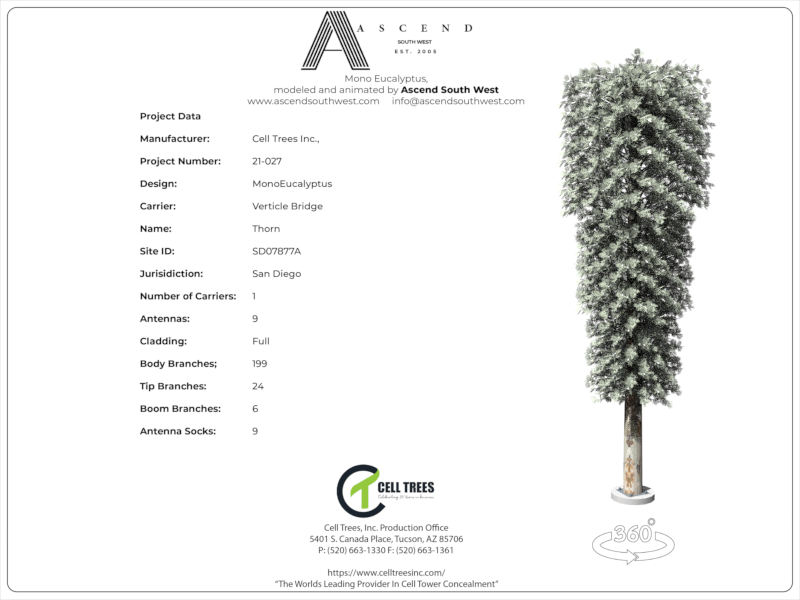 ASCEND
SOUTH WEST
EST. 2005
Mono Eucalyptus,
modeled and animated by Ascend South West
www.ascendsouthwest.com info@ascendsouthwest.com
Project Data
Manufacturer: Cell Trees Inc.,
Project Number: 21-027
Design: MonoEucalyptus
Carrier: Verticle Bridge
Name: Thorn
Site ID: SD07877A
Jurisidiction: San Diego
Number of Carriers: 1
Antennas: 9
Cladding: Full
Body Branches; 199
Tip Branches: 24
Boom Branches: 6
Antenna Socks: 9
CELL TREES
Cell Trees, Inc. Production Office
5401 S. Canada Place, Tucson, AZ 85706
P: (520) 663-1330 F: (520) 663-1361
https://www.celltreesinc.com/
"The Worlds Leading Provider In Cell Tower Concealment"
360°